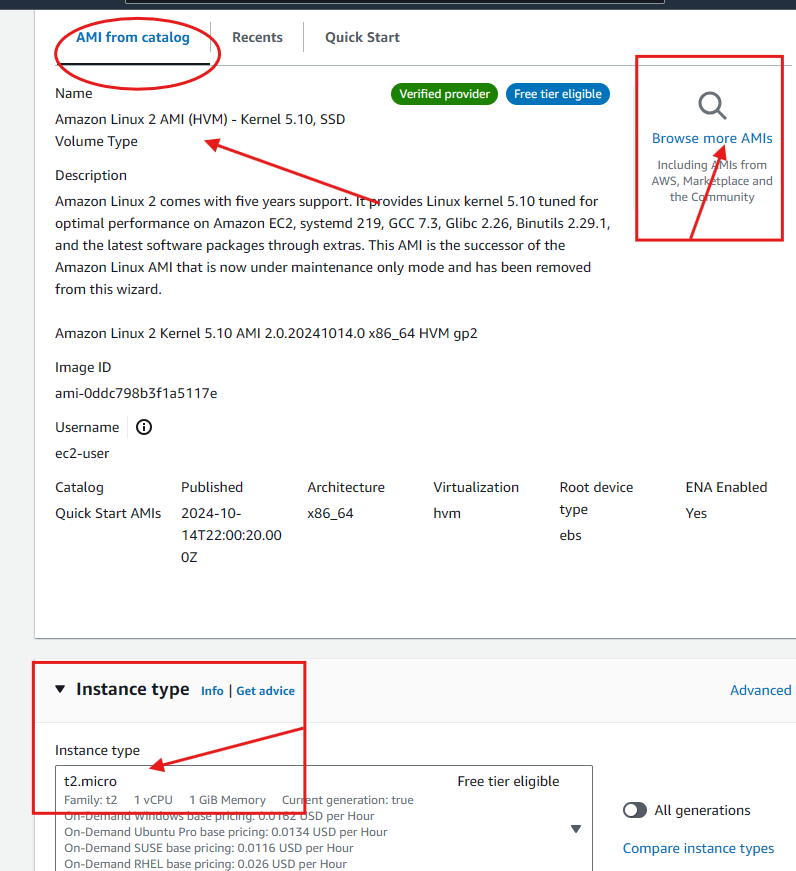 AMI from catalog
Recents
Quick Start
Name
Verified provider
Free tier eligible
Amazon Linux 2 AMI (HVM) - Kernel 5.10, SSD
Volume Type
Browse more AMIs
Including AMIs from
AWS, Marketplace and
the Community
Description
Amazon Linux 2 comes with five years support. It provides Linux kernel 5.10 tuned for
optimal performance on Amazon EC2, systemd 219, GCC 7.3, Glibc 2.26, Binutils 2.29.1,
and the latest software packages through extras. This AMI is the successor of the
Amazon Linux AMI that is now under maintenance only mode and has been removed
from this wizard.
Amazon Linux 2 Kernel 5.10 AMI 2.0.20241014.0 x86_64 HVM gp2
Image ID
ami-0ddc798b3f1a5117e
Username
ec2-user
Catalog
Quick Start AMIs
Published
2024-10-
14T22:00:20.00
0Z
Architecture
x86_64
Virtualization
hvm
Root device
type
ebs
ENA Enabled
Yes
Instance type
Info | Get advice
Advanced
Instance type
t2.micro
Free tier eligible
Family: t2 1 vCPU 1 GiB Memory Current generation: true
On-Demand Windows base pricing: 0.0162 USD per Hour
On-Demand Ubuntu Pro base pricing: 0.0134 USD per Hour
On-Demand SUSE base pricing: 0.0116 USD per Hour
On-Demand RHEL base pricing: 0.026 USD per Hour
All generations
Compare instance types